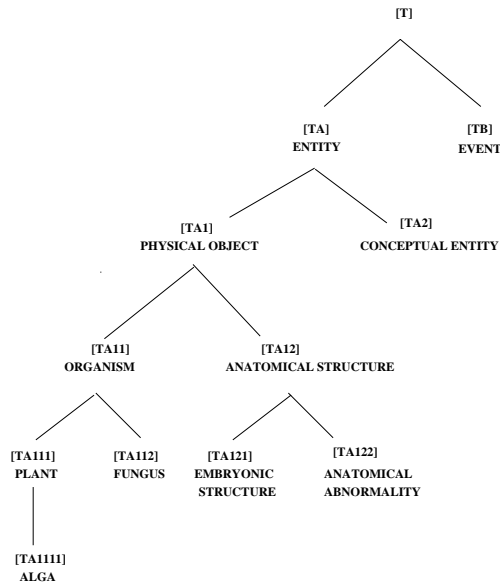 [T]
[TA]
ENTITY
[TB]
EVENT
[TA1]
PHYSICAL OBJECT
[TA2]
CONCEPTUAL ENTITY
[TA11]
ORGANISM
[TA12]
ANATOMICAL STRUCTURE
[TA111]
PLANT
[TA112]
FUNGUS
[TA121]
EMBRYONIC
STRUCTURE
[TA122]
ANATOMICAL
ABNORMALITY
[TA1111]
ALGA